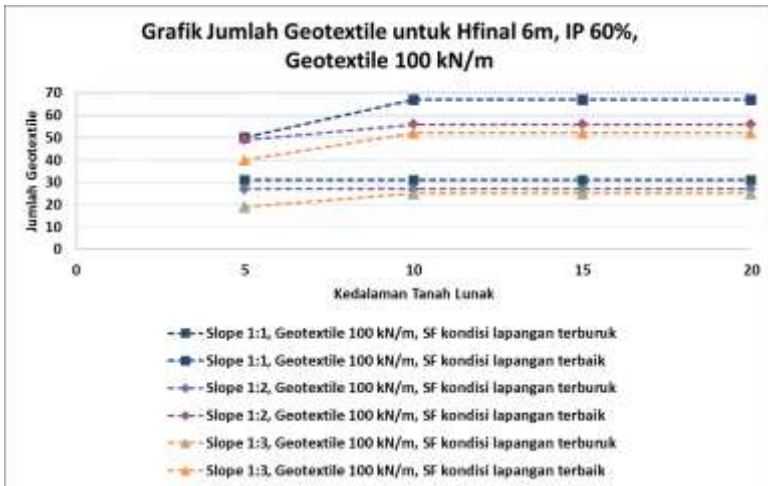 Grafik Jumlah Geotextile untuk Hfinal 6m, IP 60%,
Geotextile 100 kN/m
70
60
50
40
30
20
10
0
Jumlah Geotextile
0 5 10 15 20
Kedalaman Tanah Lunak
Slope 1:1, Geotextile 100 kN/m, SF kondisi lapangan terburuk
Slope 1:1, Geotextile 100 kN/m, SF kondisi lapangan terbaik
Slope 1:2, Geotextile 100 kN/m, SF kondisi lapangan terburuk
Slope 1:2, Geotextile 100 kN/m, SF kondisi lapangan terbaik
Slope 1:3, Geotextile 100 kN/m, SF kondisi lapangan terburuk
Slope 1:3, Geotextile 100 kN/m, SF kondisi lapangan terbaik